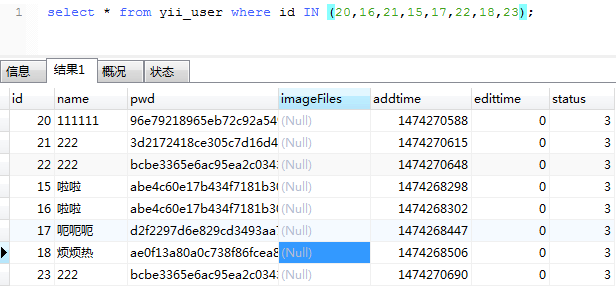 1 select * from yii_user where id IN (20,16,21,15,17,22,18,23);
信息 结果1 概况 状态
id name pwd imageFiles addtime edittime status
20 111111 96e79218965eb72c92a54 (Null) 1474270588 0 3
21 222 3d2172418ce305c7d16d4 (Null) 1474270615 0 3
22 222 bcbe3365e6ac95ea2c034 (Null) 1474270648 0 3
15 啦啦 abe4c60e17b434f7181b3 (Null) 1474268298 0 3
16 啦啦 abe4c60e17b434f7181b3 (Null) 1474268302 0 3
17 呃呃呃 d2f2297d6e829cd3493aa (Null) 1474268447 0 3
18 烦烦热 ae0f13a80a0c738f86fcea (Null) 1474268506 0 3
23 222 bcbe3365e6ac95ea2c034 (Null) 1474270690 0 3